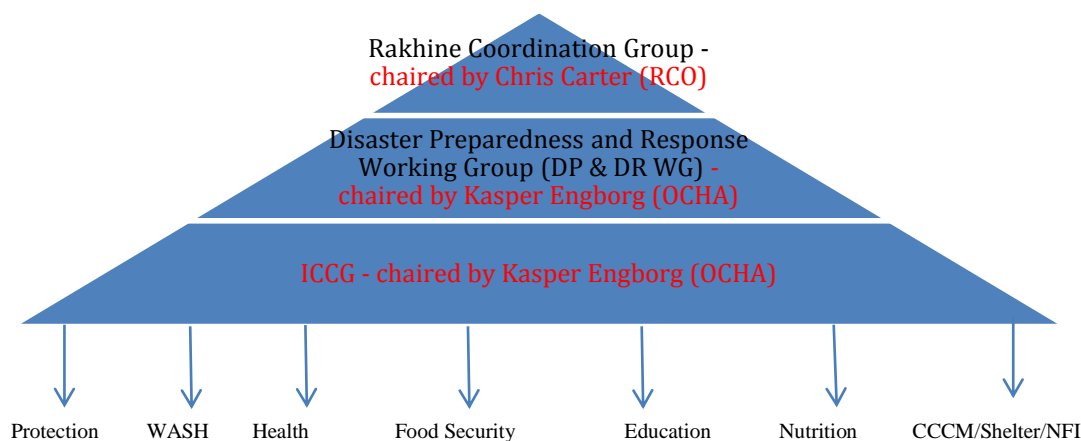 Rakhine Coordination Group -
chaired by Chris Carter (RCO)
Disaster Preparedness and Response
Working Group (DP & DR WG) -
chaired by Kasper Engborg (OCHA)
ICCG - chaired by Kasper Engborg (OCHA)
Protection WASH Health Food Security Education Nutrition CCCM/Shelter/NFI